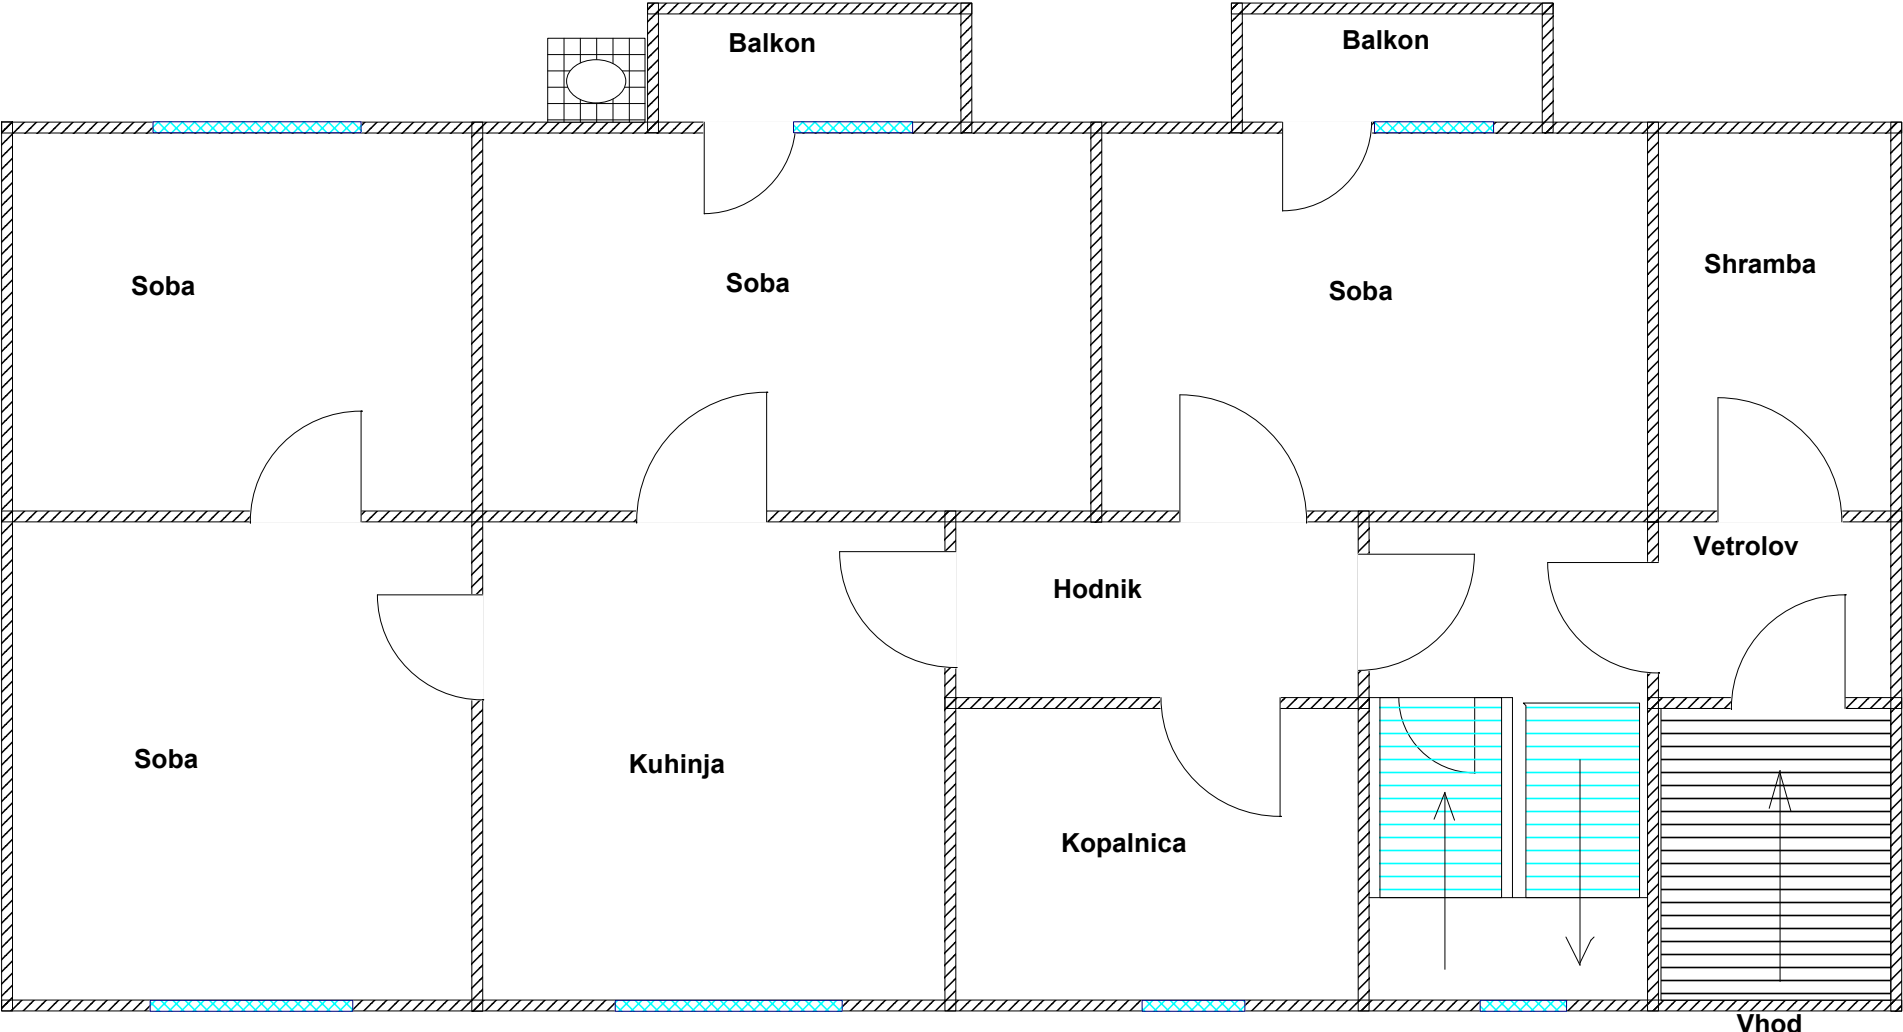 Balkon
Balkon
Soba
Soba
Soba
Shramba
Vetrolov
Hodnik
Soba
Kuhinja
Kopalnica
Vhod